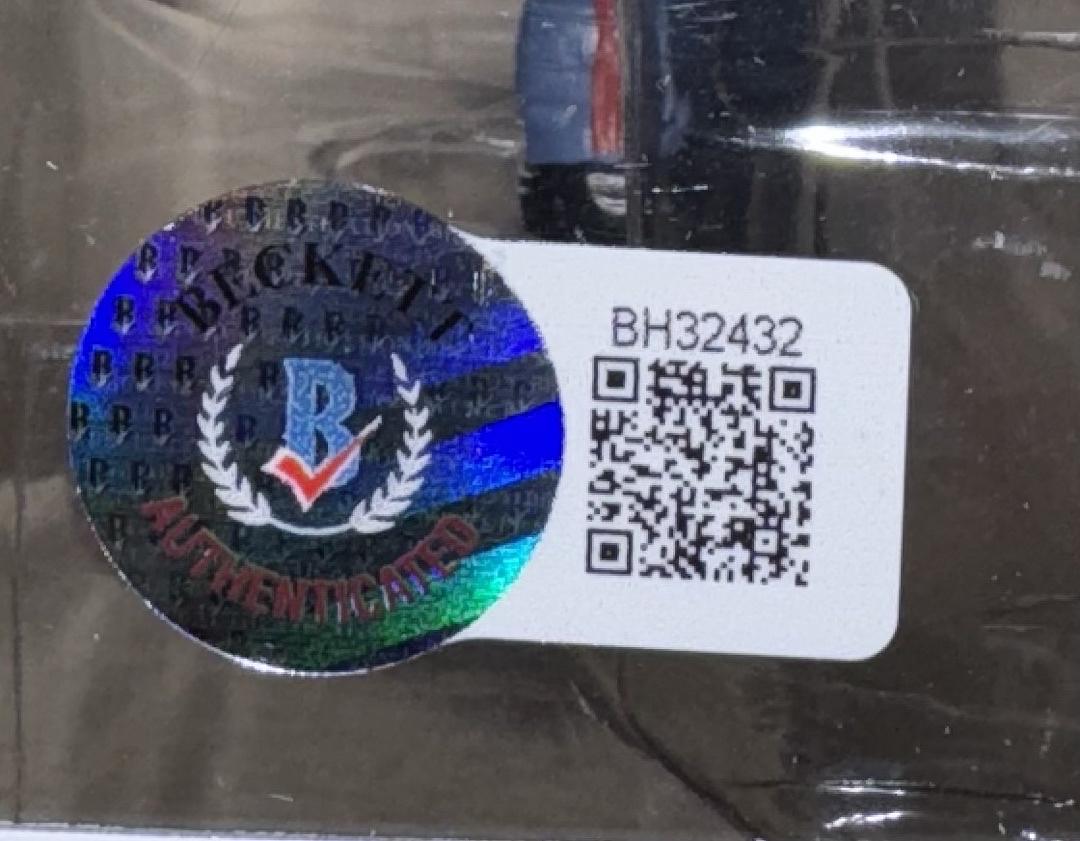 BECKETT
B
AUTHENTICATED
BH32432